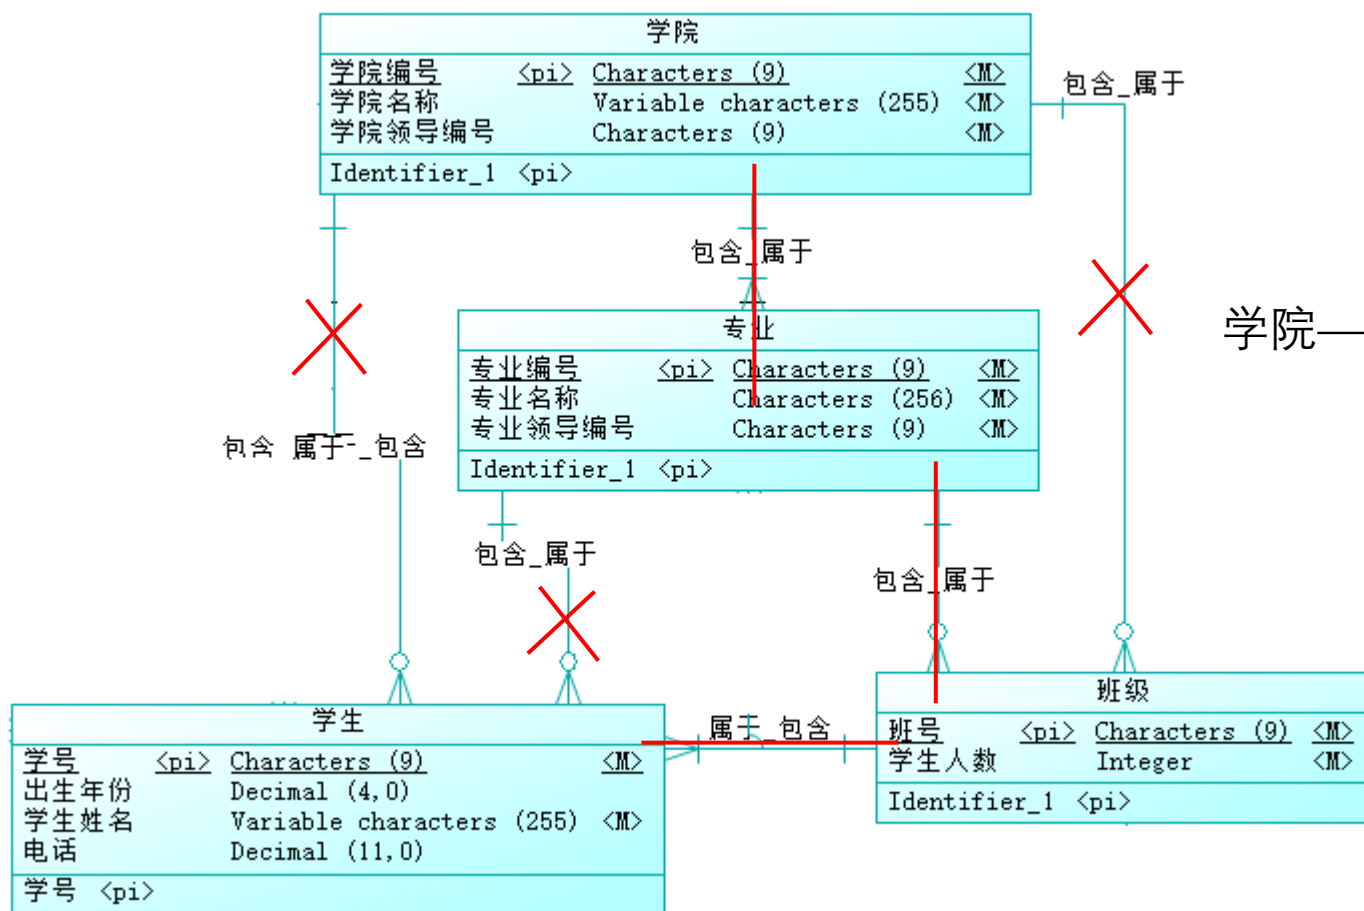 学院
学院编号 <pi> Characters (9) <M>
学院名称 Variable characters (255) <M>
学院领导编号 Characters (9) <M>
Identifier_1 <pi>
包含_属于
包含_属于
学院—
专业
专业编号 <pi> Characters (9) <M>
专业名称 Characters (256) <M>
专业领导编号 Characters (9) <M>
Identifier_1 <pi>
包含_属于-_包含
包含_属于
包含_属于
学生
学号 <pi> Characters (9) <M>
出生年份 Decimal (4,0)
学生姓名 Variable characters (255) <M>
电话 Decimal (11,0)
学号 <pi>
属于_包含
班级
班号 <pi> Characters (9) <M>
学生人数 Integer <M>
Identifier_1 <pi>